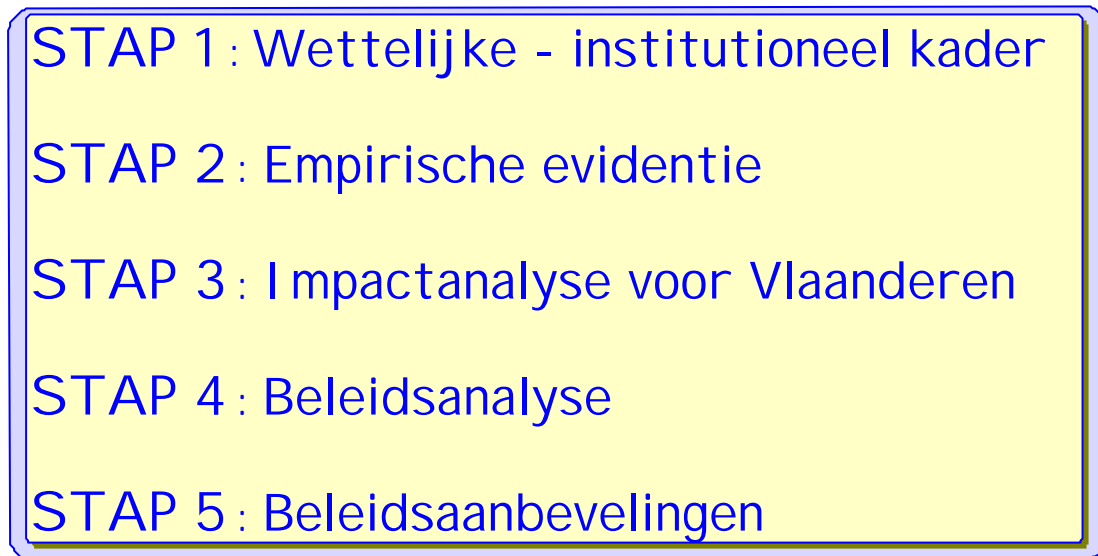 STAP 1 : Wettelijke - institutioneel kader
STAP 2 : Empirische evidentie
STAP 3 : Impactanalyse voor Vlaanderen
STAP 4 : Beleidsanalyse
STAP 5 : Beleidsaanbevelingen